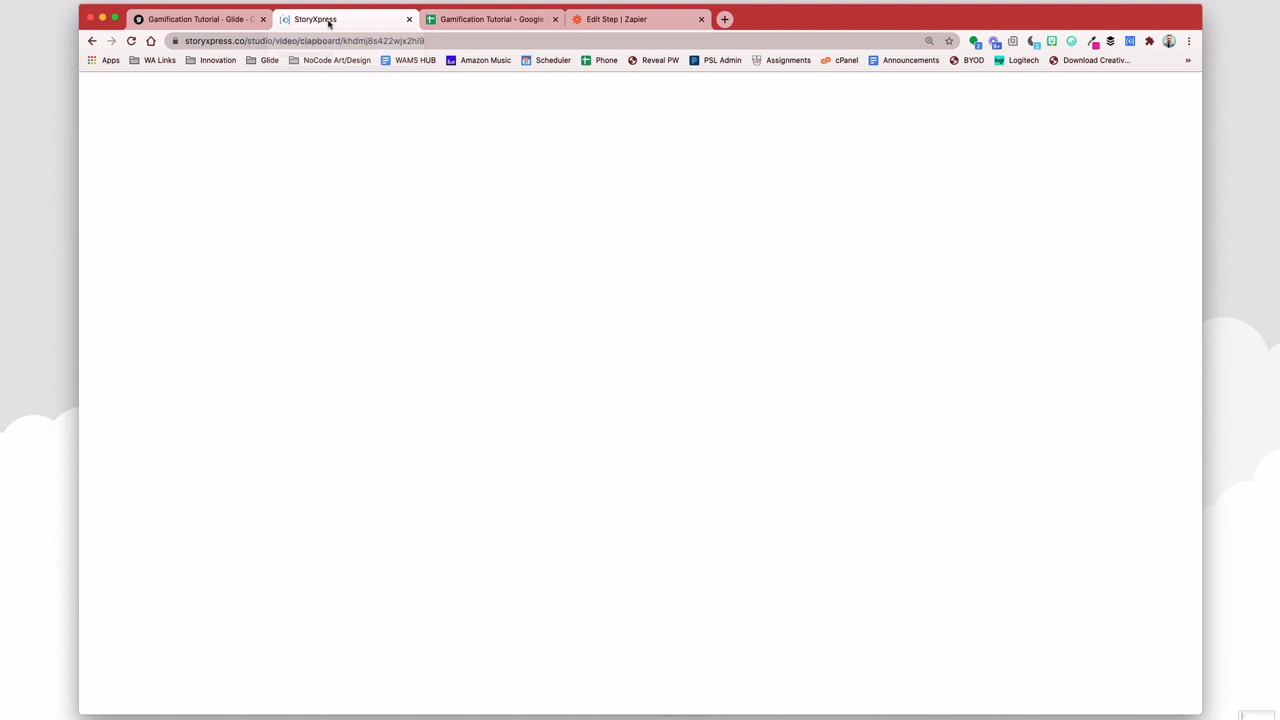 Gamification Tutorial · Glide · C
StoryXpress
Gamification Tutorial - Google
Edit Step | Zapier
storyxpress.co/studio/video/clapboard/khdmj8s422wjx2hi9
Apps WA Links Innovation Glide NoCode Art/Design WAMS HUB Amazon Music Scheduler Phone Reveal PW PSL Admin Assignments cPanel Announcements BYOD Logitech Download Creativ... »